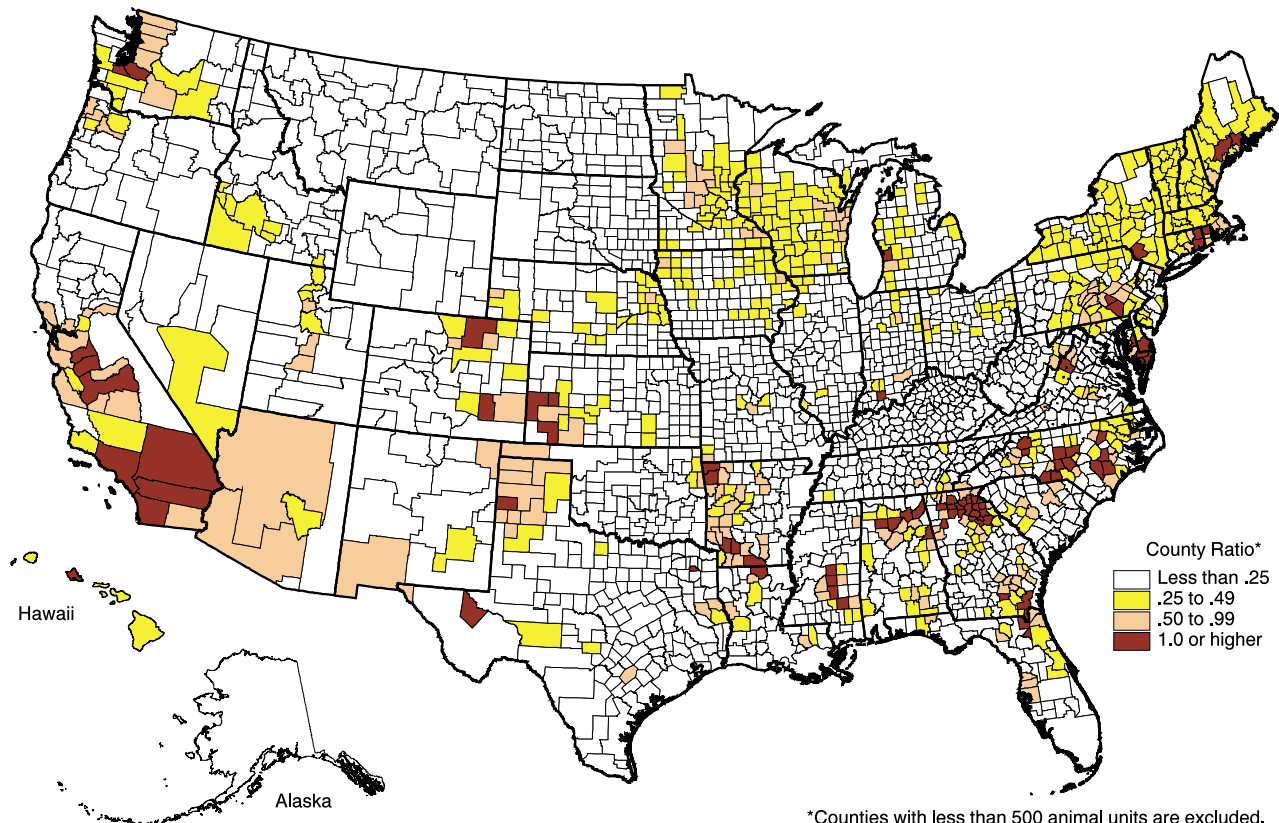 Hawaii
Alaska
County Ratio*
Less than .25
.25 to .49
.50 to .99
1.0 or higher
*Counties with less than 500 animal units are excluded.